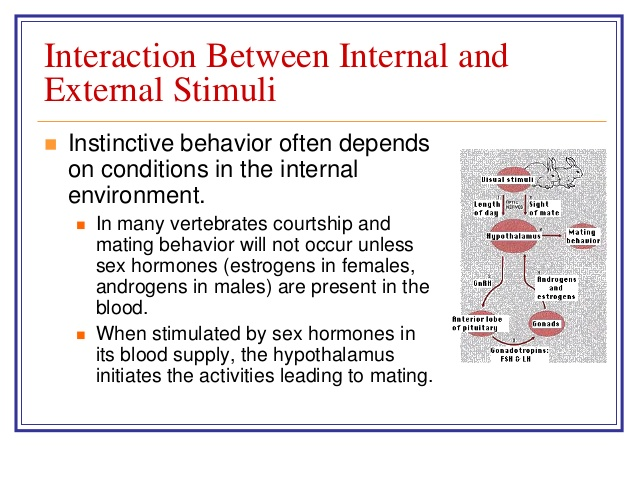 Interaction Between Internal and
External Stimuli
Instinctive behavior often depends
on conditions in the internal
environment.
In many vertebrates courtship and
mating behavior will not occur unless
sex hormones (estrogens in females,
androgens in males) are present in the
blood.
When stimulated by sex hormones in
its blood supply, the hypothalamus
initiates the activities leading to mating.
Disual stimuli
Length
of day
Sight
of mate
Hypothalamus
Mating
behavior
GnRH
Androgens
and
estrogens
Anterior lobe
of pituitary
Gonads
Gonadotropins:
FSH & LH